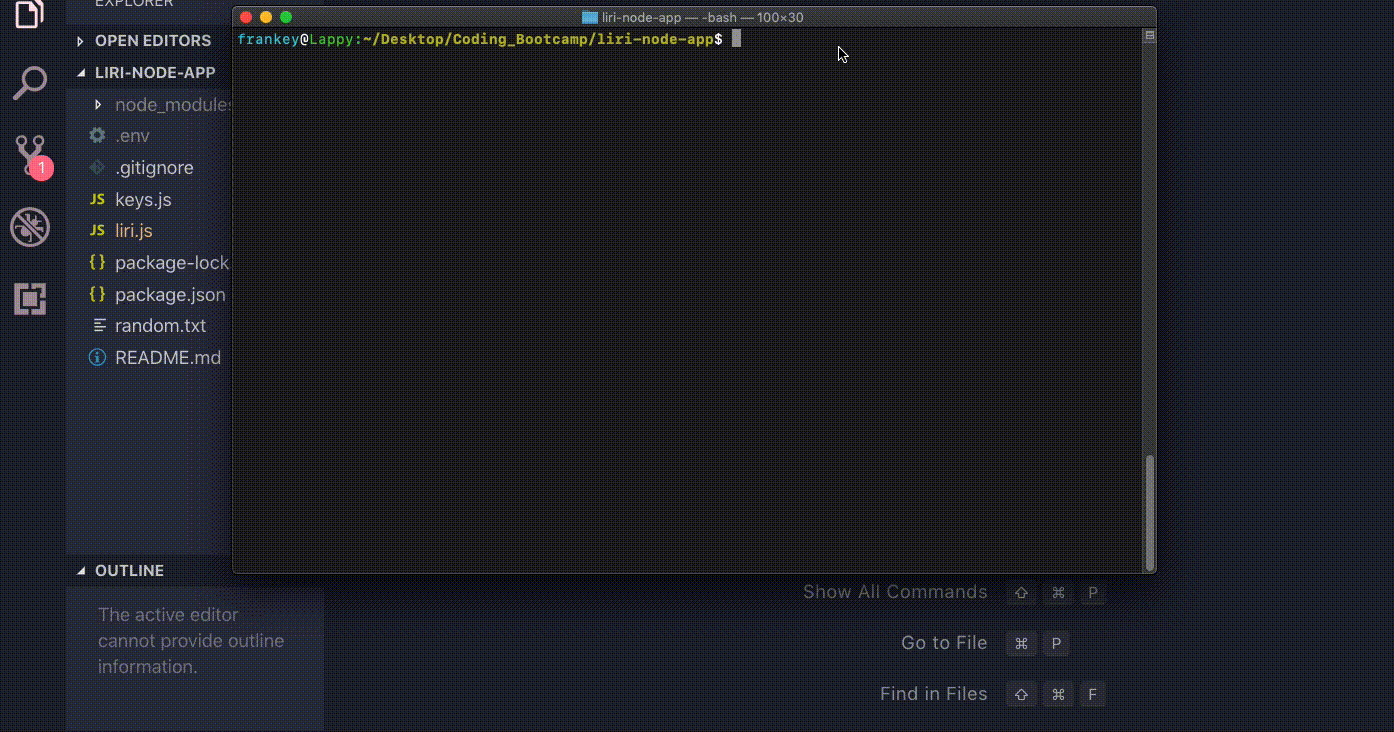 EXPLORER
OPEN EDITORS
LIRI-NODE-APP
node_modules
.env
.gitignore
JS keys.js
JS liri.js
{} package-lock
{} package.json
random.txt
README.md
1
OUTLINE
The active editor
cannot provide outline
information.
liri-node-app — -bash — 100×30
frankey@Lappy:~/Desktop/Coding_Bootcamp/liri-node-app$
Show All Commands ⇧ ⌘ P
Go to File ⌘ P
Find in Files ⇧ ⌘ F